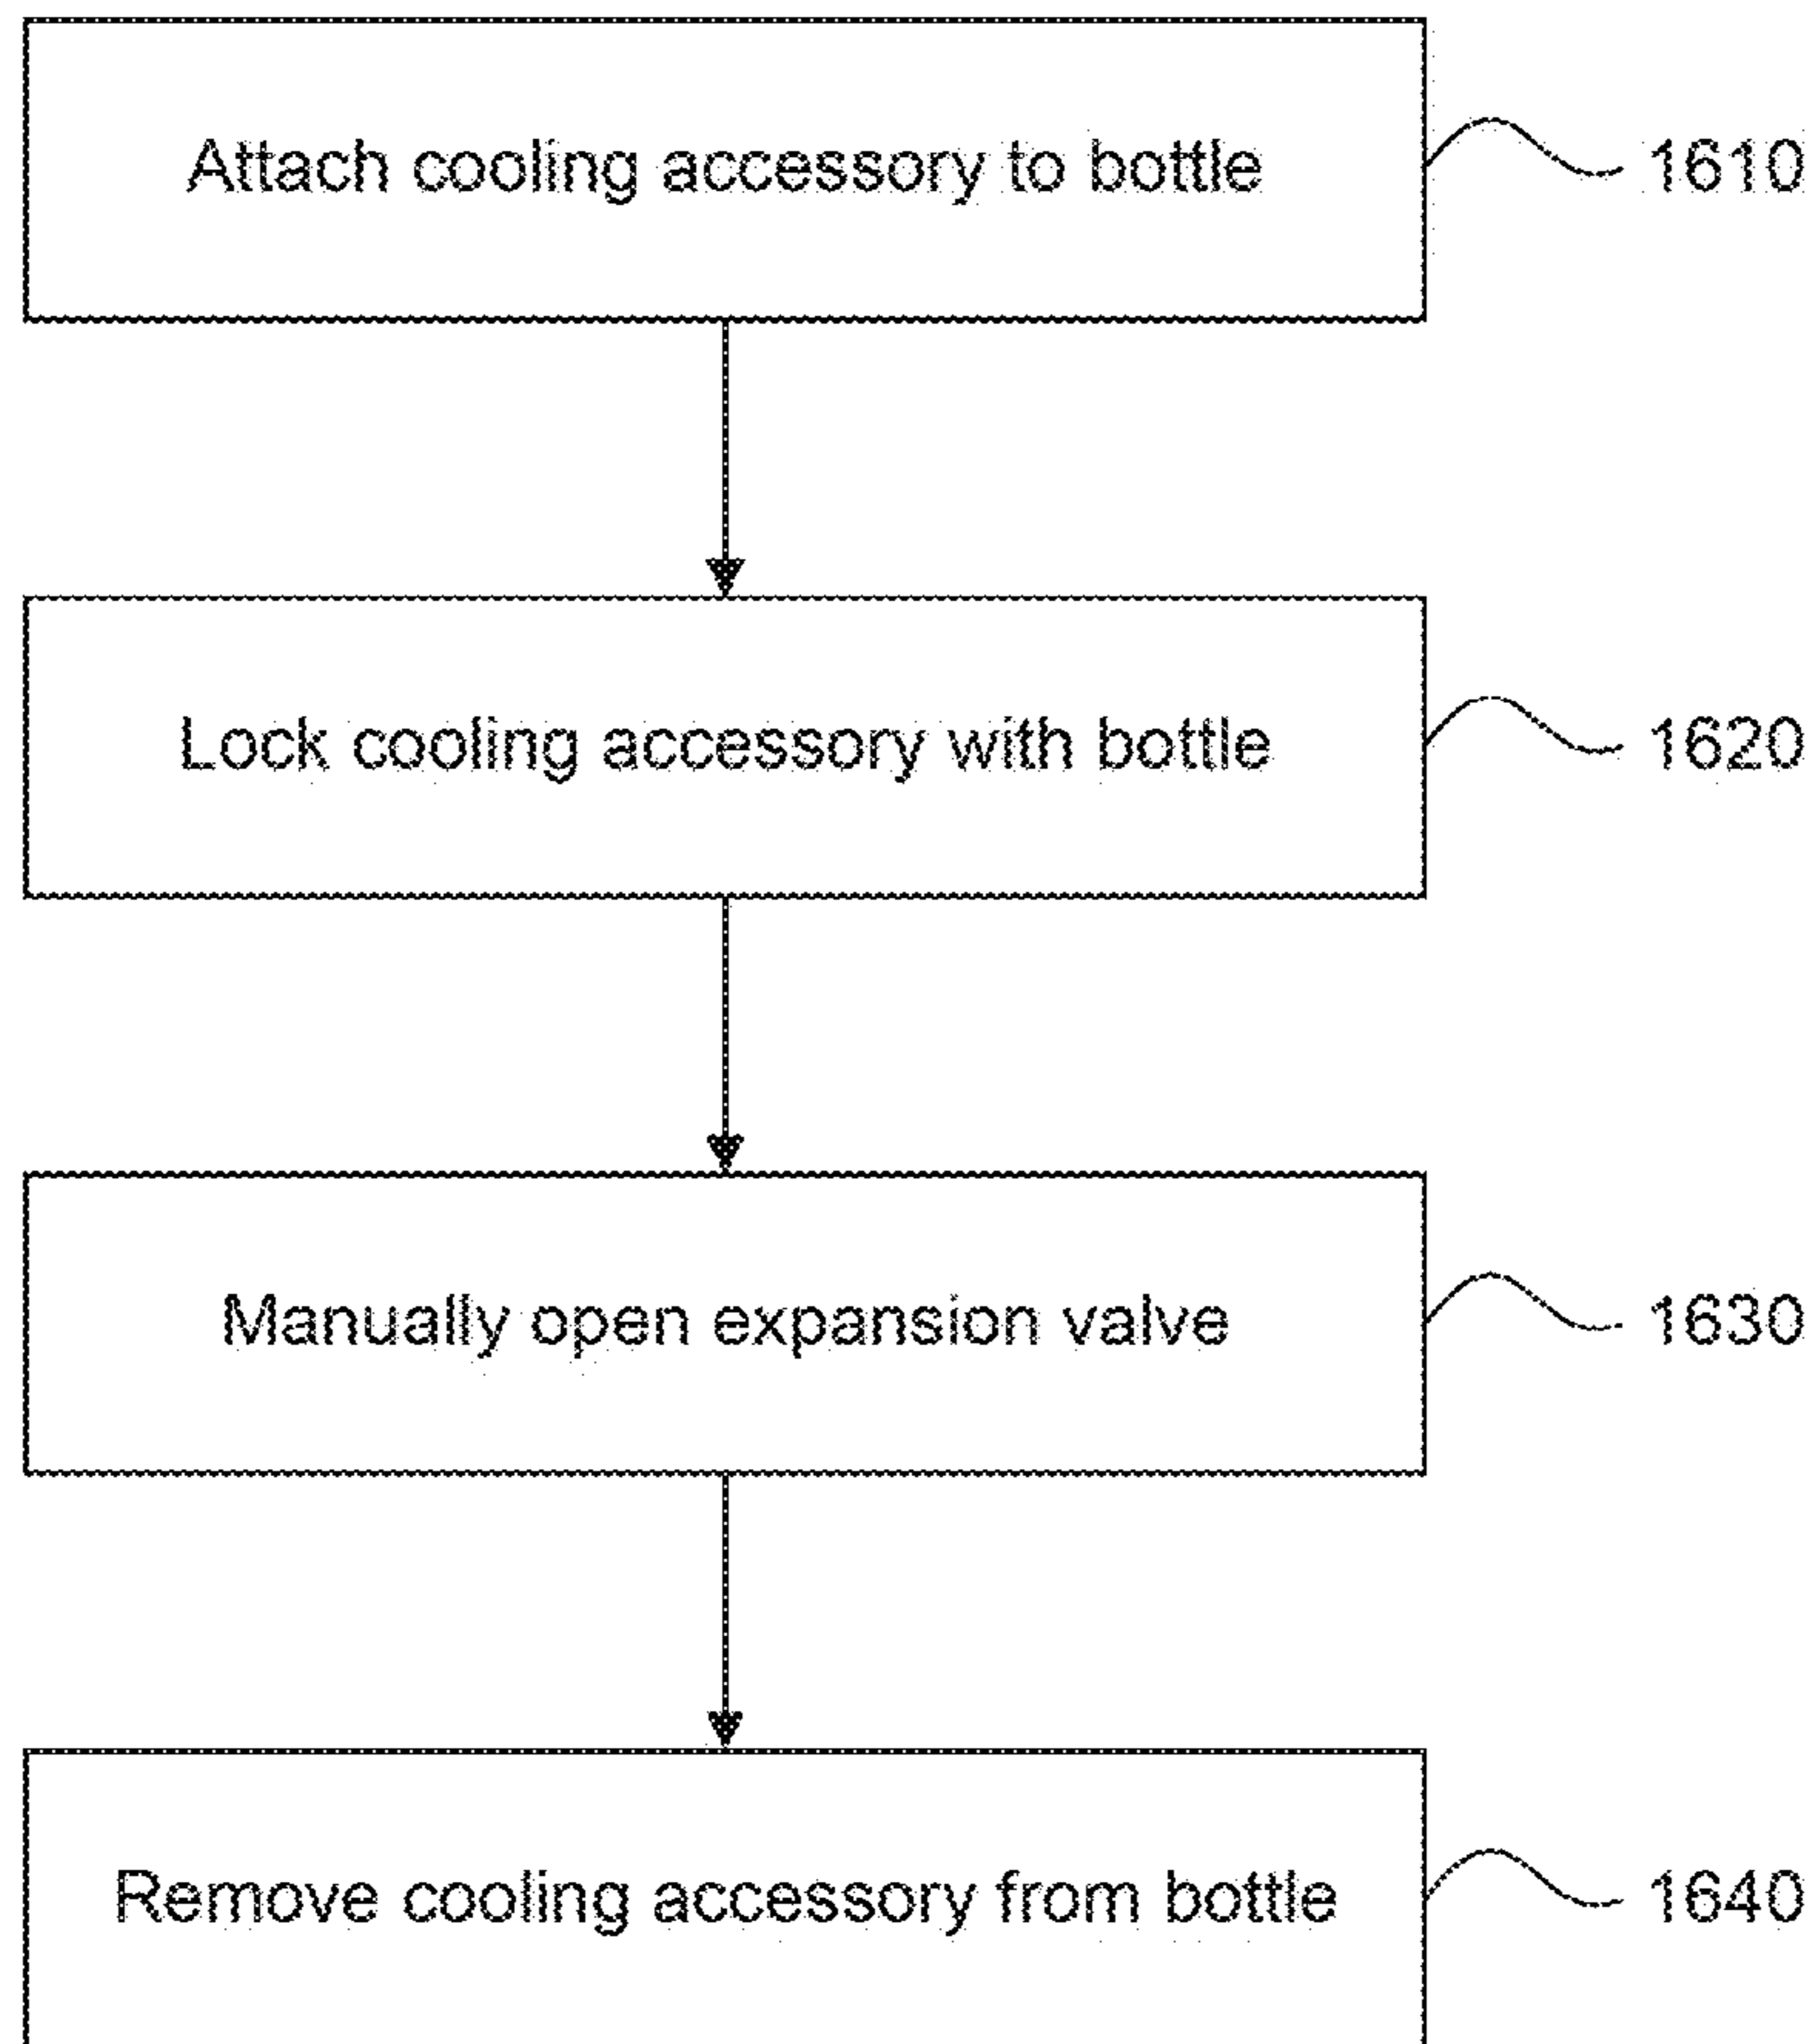 Attach cooling accessory to bottle 1610
Lock cooling accessory with bottle 1620
Manually open expansion valve 1630
Remove cooling accessory from bottle 1640